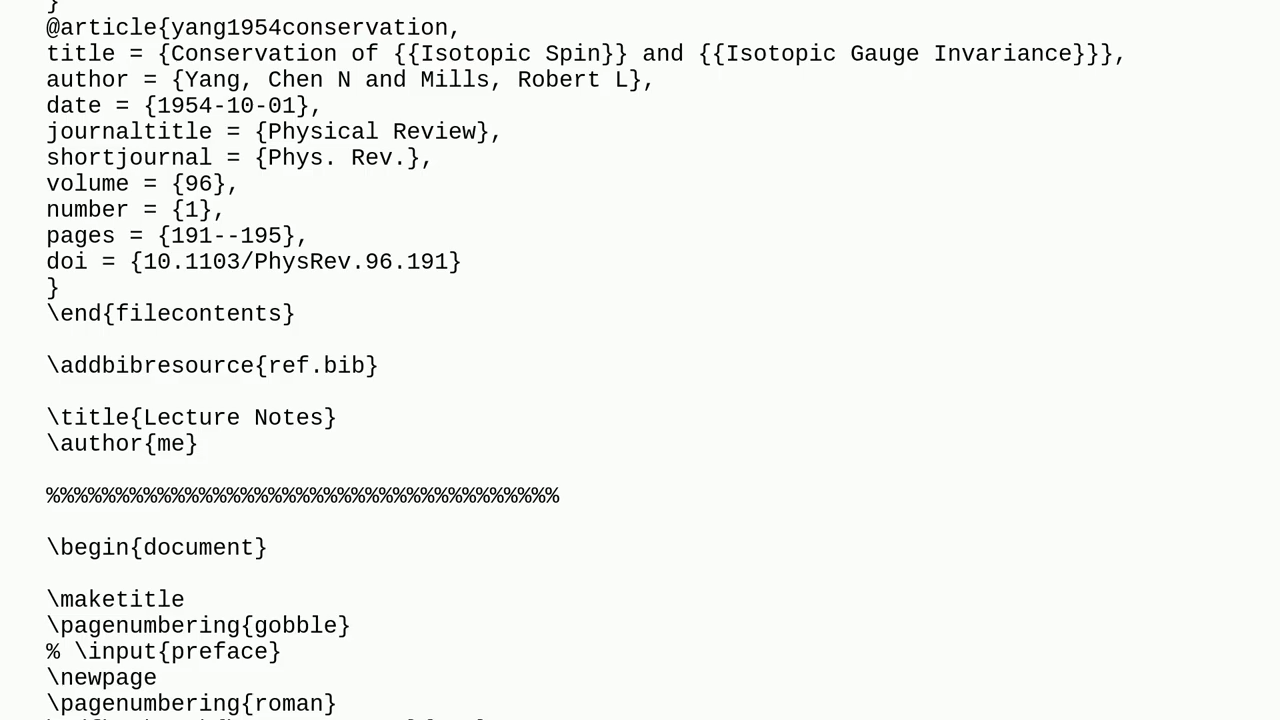 }
@article{yang1954conservation,
title = {Conservation of {{Isotopic Spin}} and {{Isotopic Gauge Invariance}}},
author = {Yang, Chen N and Mills, Robert L},
date = {1954-10-01},
journaltitle = {Physical Review},
shortjournal = {Phys. Rev.},
volume = {96},
number = {1},
pages = {191--195},
doi = {10.1103/PhysRev.96.191}
}
\end{filecontents}

\addbibresource{ref.bib}

\title{Lecture Notes}
\author{me}

%%%%%%%%%%%%%%%%%%%%%%%%%%%%%%%%%%%%%

\begin{document}

\maketitle
\pagenumbering{gobble}
% \input{preface}
\newpage
\pagenumbering{roman}